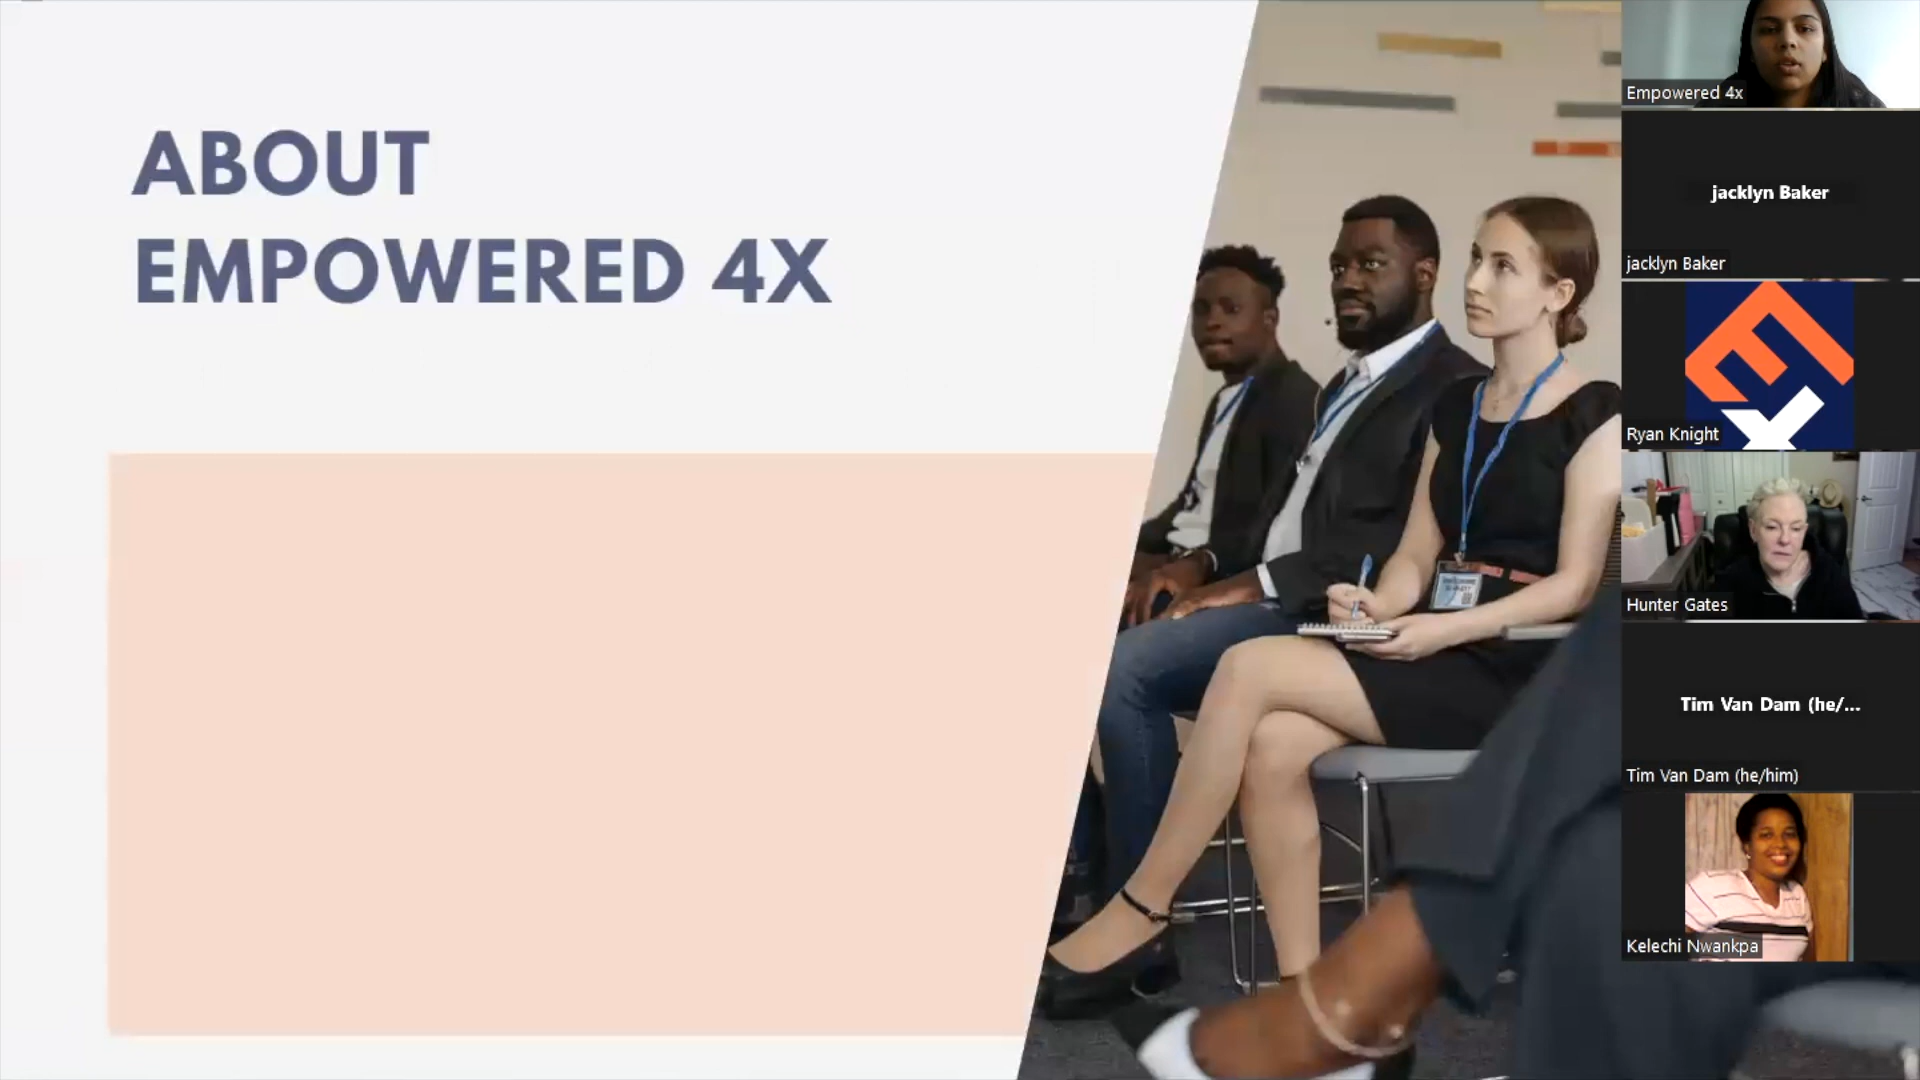 ABOUT
EMPOWERED 4X
Empowered 4x
jacklyn Baker
jacklyn Baker
Ryan Knight
Hunter Gates
Tim Van Dam (he/...
Tim Van Dam (he/him)
Kelechi Nwankpa